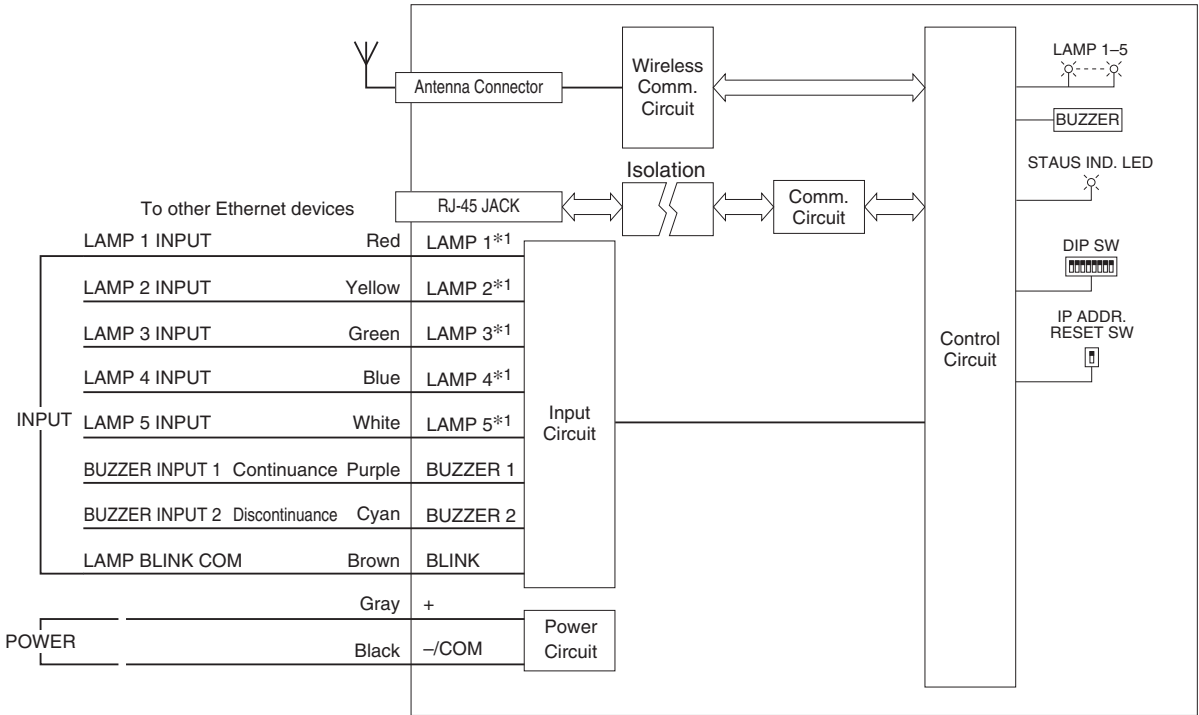 Antenna Connector
Wireless
Comm.
Circuit
LAMP 1–5
BUZZER
STAUS IND. LED
Isolation
To other Ethernet devices
RJ-45 JACK
Comm.
Circuit
LAMP 1 INPUT Red LAMP 1*1
LAMP 2 INPUT Yellow LAMP 2*1
LAMP 3 INPUT Green LAMP 3*1
LAMP 4 INPUT Blue LAMP 4*1
INPUT LAMP 5 INPUT White LAMP 5*1
BUZZER INPUT 1 Continuance Purple BUZZER 1
BUZZER INPUT 2 Discontinuance Cyan BUZZER 2
LAMP BLINK COM Brown BLINK
Input
Circuit
Control
Circuit
DIP SW
IP ADDR.
RESET SW
Gray +
POWER
Black –/COM
Power
Circuit